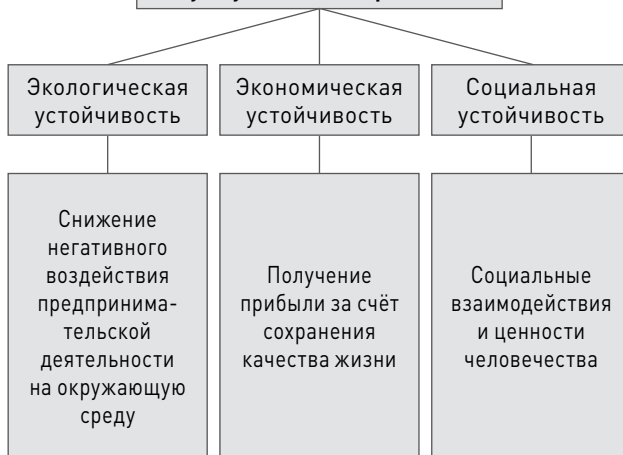 Экологическая
устойчивость
Экономическая
устойчивость
Социальная
устойчивость
Снижение
негативного
воздействия
предпринима-
тельской
деятельности
на окружающую
среду
Получение
прибыли за счёт
сохранения
качества жизни
Социальные
взаимодействия
и ценности
человечества